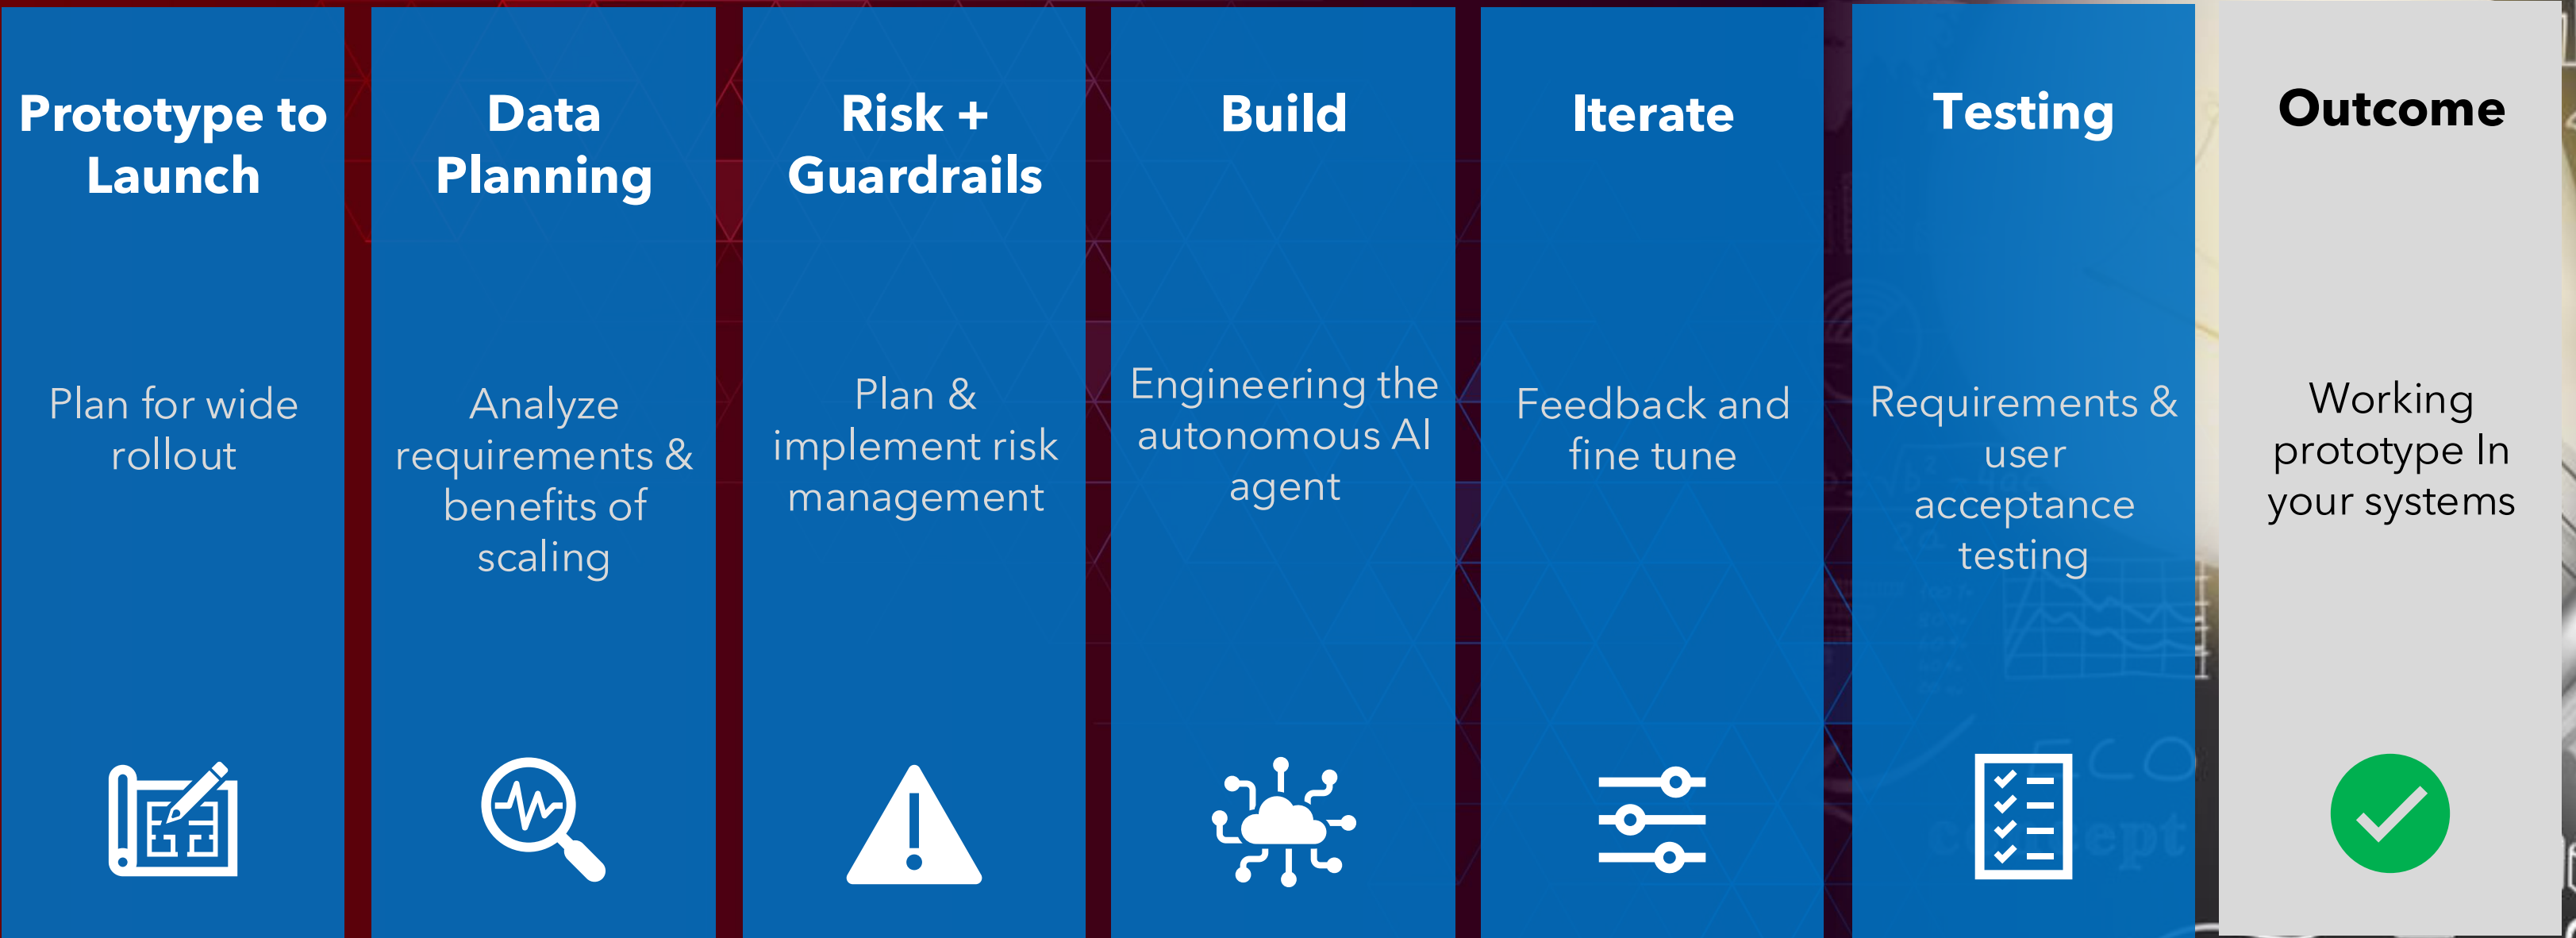 Prototype to
Launch
Plan for wide
rollout
Data
Planning
Analyze
requirements &
benefits of
scaling
Risk +
Guardrails
Plan &
implement risk
management
Build
Engineering the
autonomous AI
agent
Iterate
Feedback and
fine tune
Testing
Requirements &
user
acceptance
testing
ECO
concept
Outcome
Working
prototype In
your systems